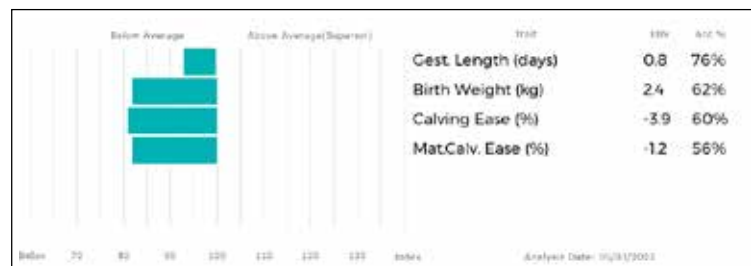 Below Average Above Average(Superior) Trait EBV Acc %
Gest. Length (days) 0.8 76%
Birth Weight (kg) 2.4 62%
Calving Ease (%) -3.9 60%
Mat.Calv. Ease (%) -1.2 56%
70 80 90 100 110 120 130 Index Analysis Date: